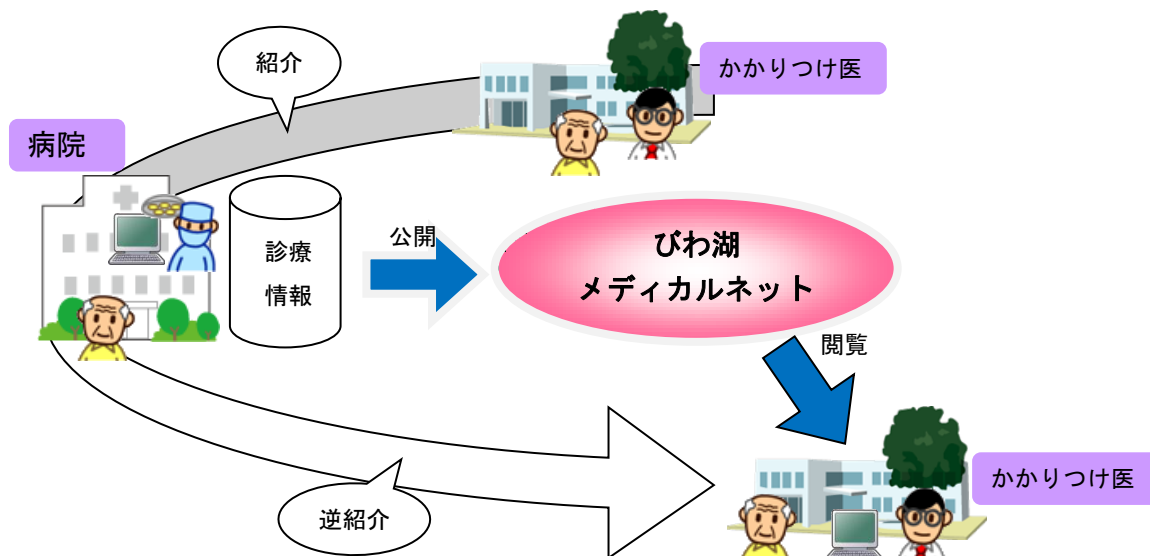 紹介
かかりつけ医
病院
診療
情報
公開
びわ湖
メディカルネット
閲覧
かかりつけ医
逆紹介